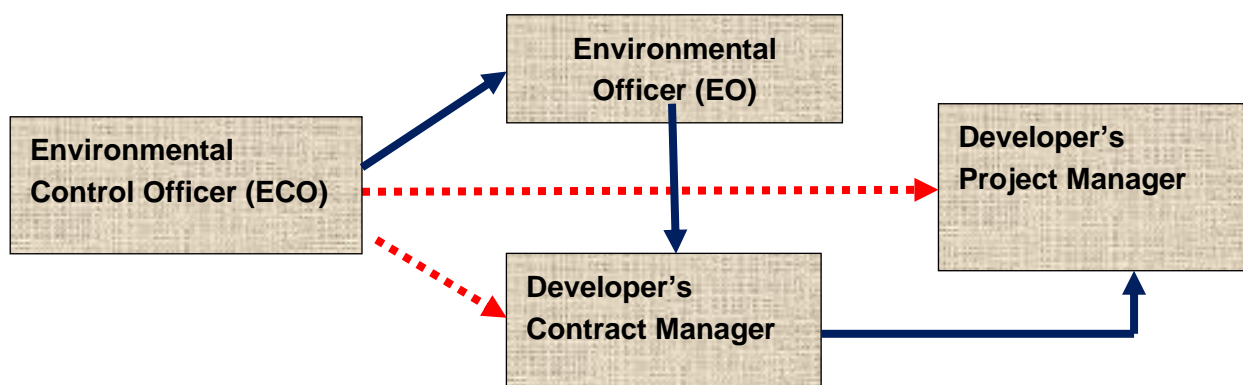 Environmental
Officer (EO)
Environmental
Control Officer (ECO)
Developer’s
Project Manager
Developer’s
Contract Manager